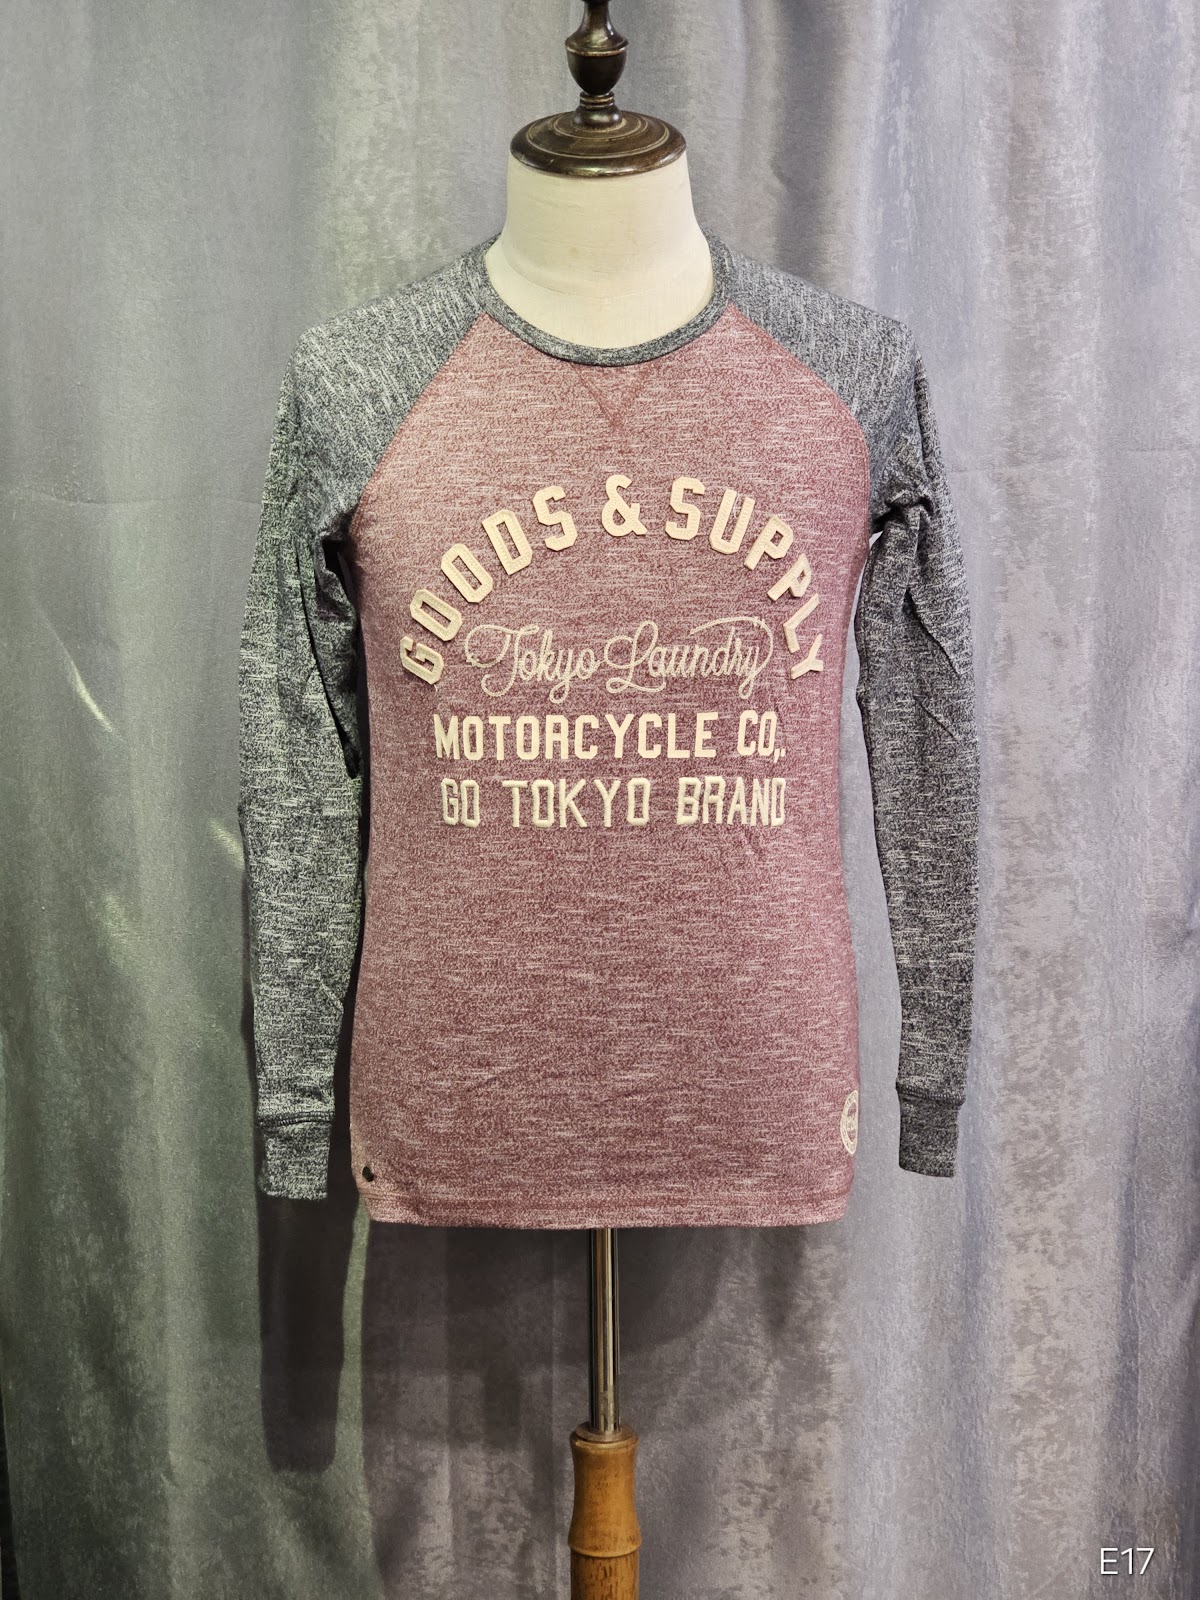 GOODS & SUPPLY
Tokyo Laundry
MOTORCYCLE CO,.
GO TOKYO BRAND
E17